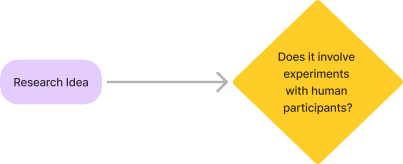 Research Idea
Does it involve
experiments
with human
participants?